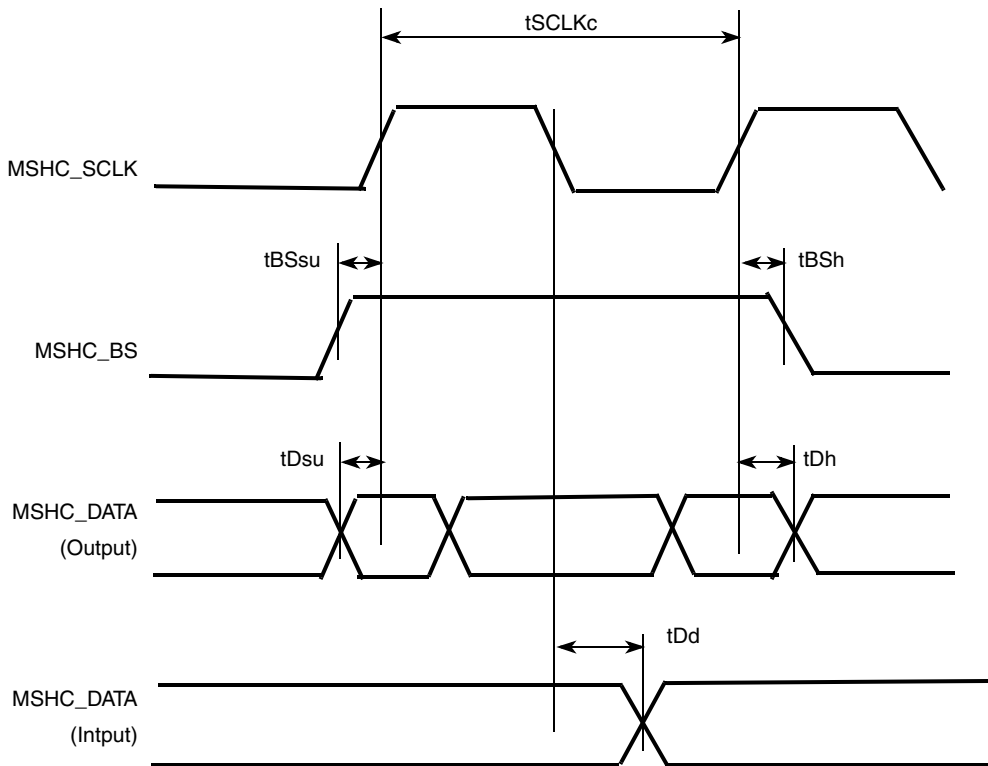 tSCLKc
MSHC_SCLK
tBSsu
tBSh
MSHC_BS
tDsu
tDh
MSHC_DATA
(Output)
tDd
MSHC_DATA
(Intput)